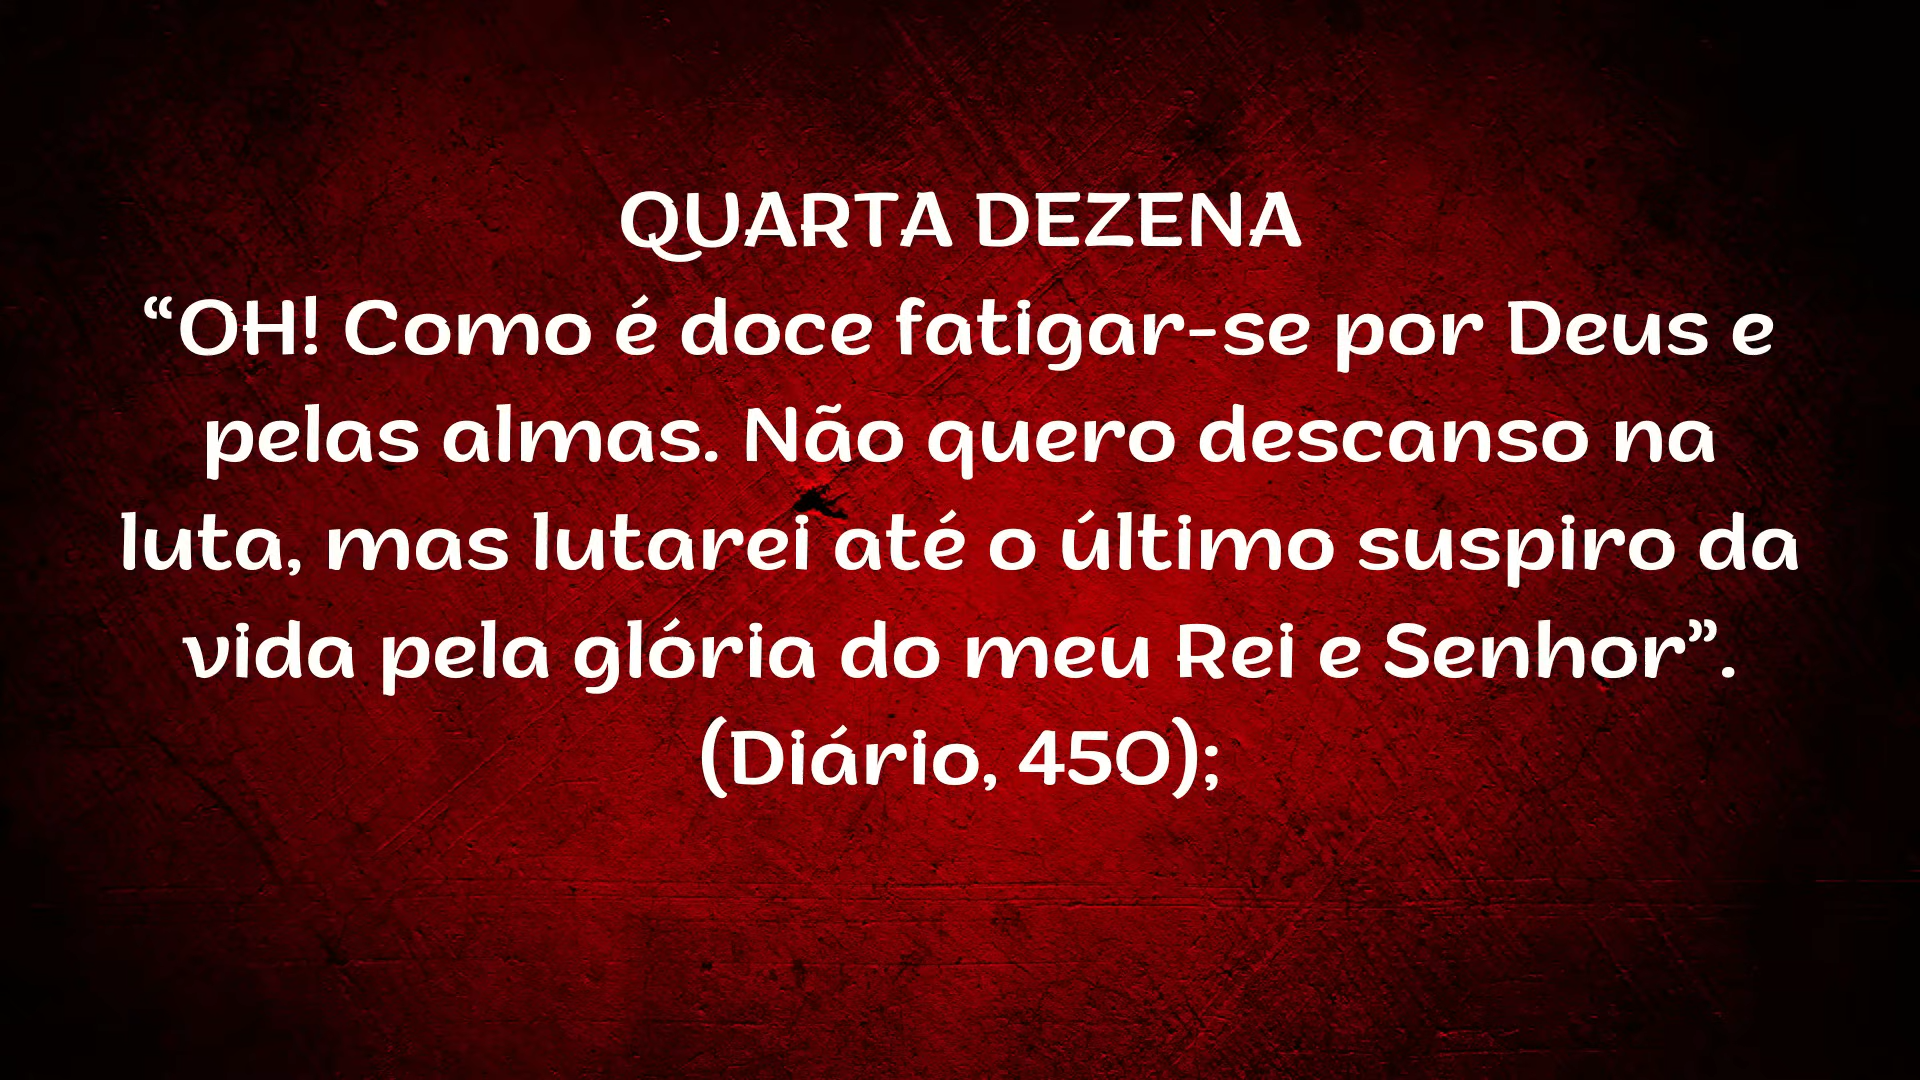 QUARTA DEZENA
“OH! Como é doce fatigar-se por Deus e
pelas almas. Não quero descanso na
luta, mas lutarei até o último suspiro da
vida pela glória do meu Rei e Senhor”.
(Diário, 450);